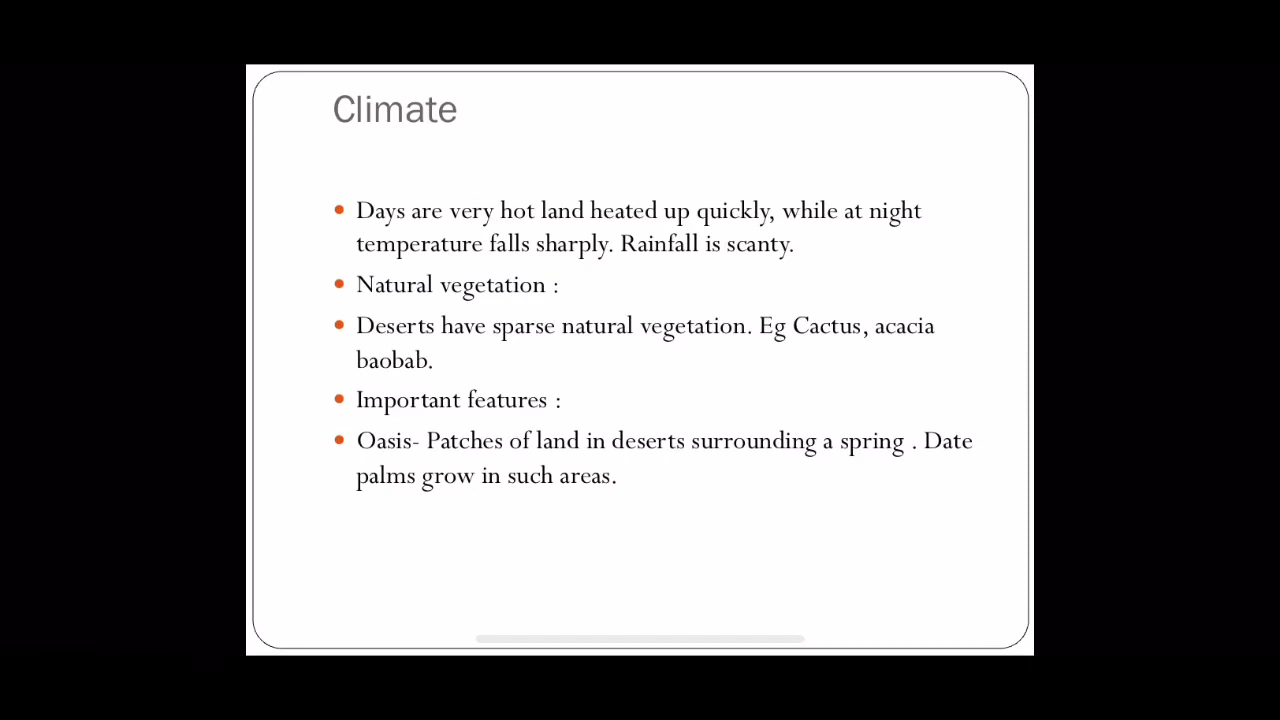 Climate
Days are very hot land heated up quickly, while at night
temperature falls sharply. Rainfall is scanty.
Natural vegetation :
Deserts have sparse natural vegetation. Eg Cactus, acacia
baobab.
Important features :
Oasis- Patches of land in deserts surrounding a spring . Date
palms grow in such areas.